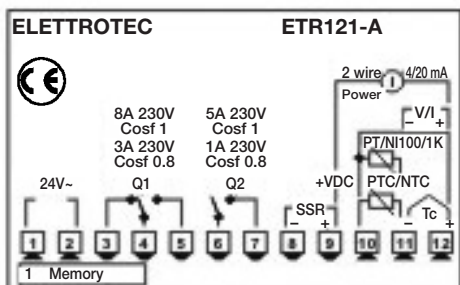 ELETTROTEC ETR121-A
CE
2 wire I 4/20 mA
Power
8A 230V 5A 230V
Cosf 1 Cosf 1
3A 230V 1A 230V
Cosf 0.8 Cosf 0.8
V/I
– +
PT/NI100/1K
24V~ Q1 Q2 +VDC PTC/NTC
SSR Tc
– + – +
1 2 3 4 5 6 7 8 9 10 11 12
1 Memory